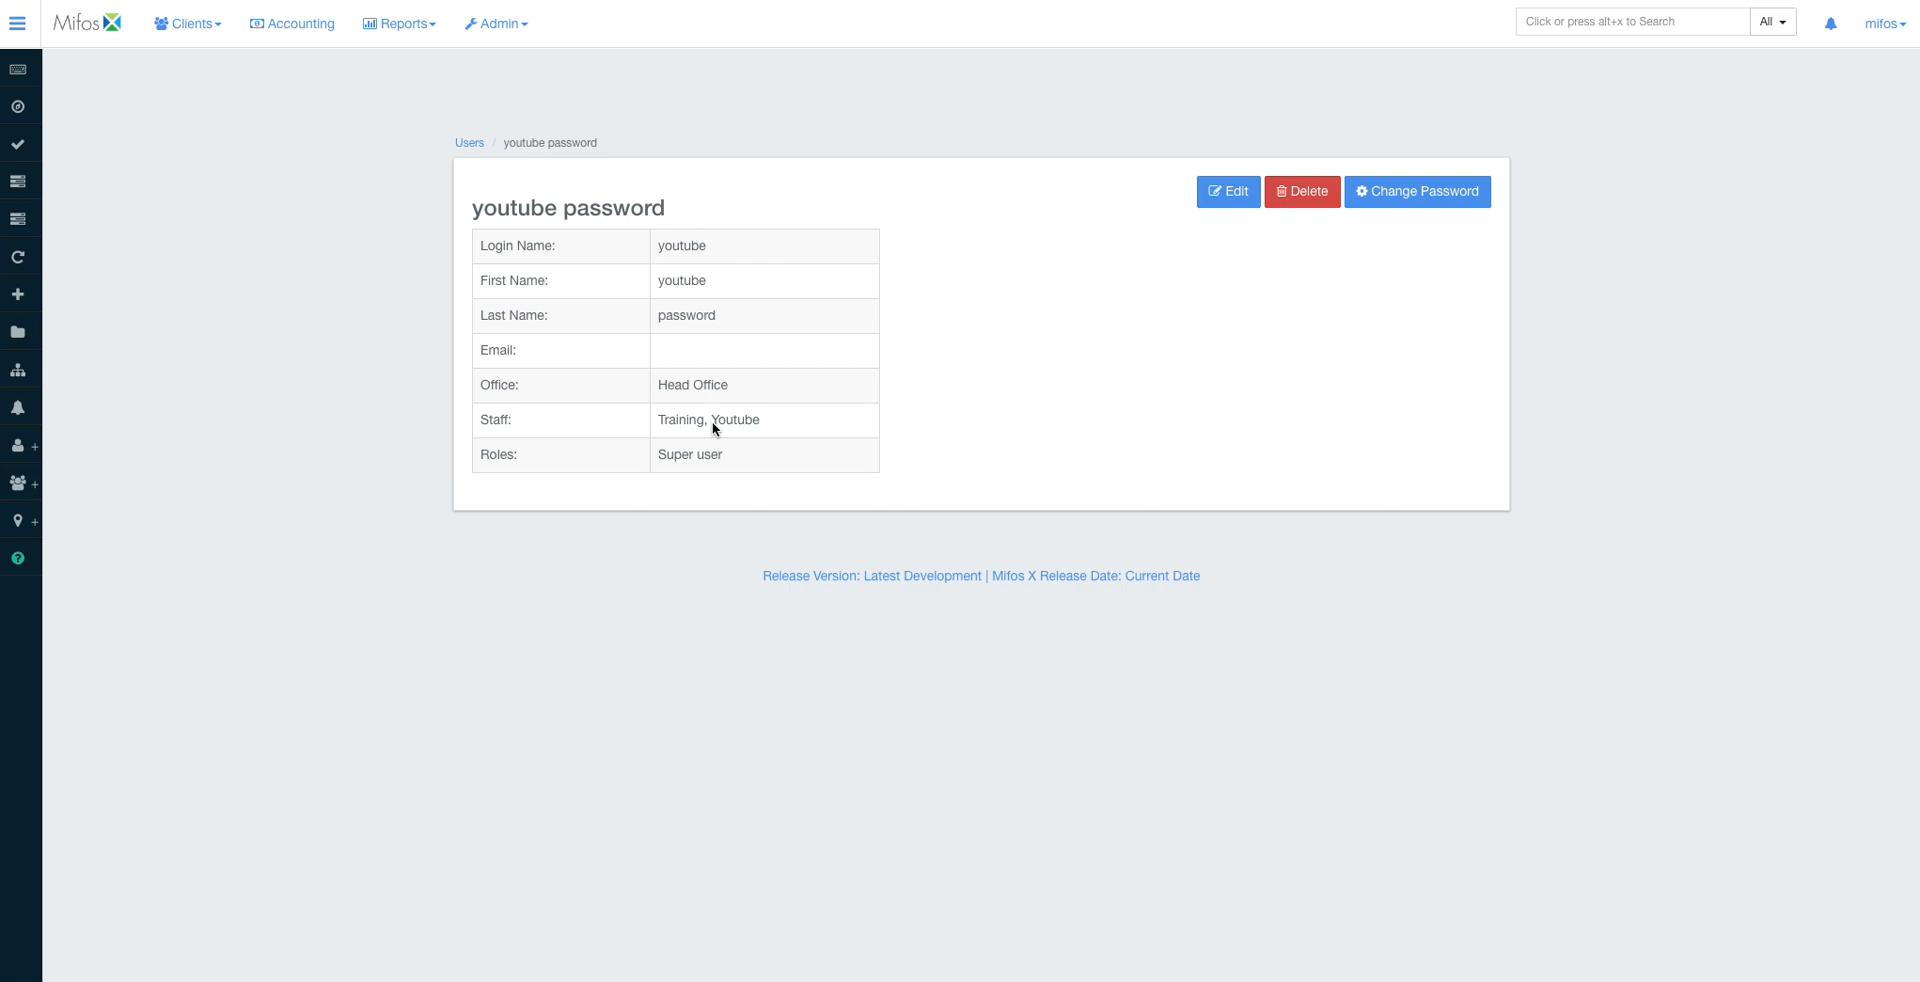 Mifos Clients Accounting Reports Admin Click or press alt+x to Search All mifos
Users / youtube password
Edit Delete Change Password
youtube password
Login Name: youtube
First Name: youtube
Last Name: password
Email:
Office: Head Office
Staff: Training, Youtube
Roles: Super user
+
+
+
Release Version: Latest Development | Mifos X Release Date: Current Date